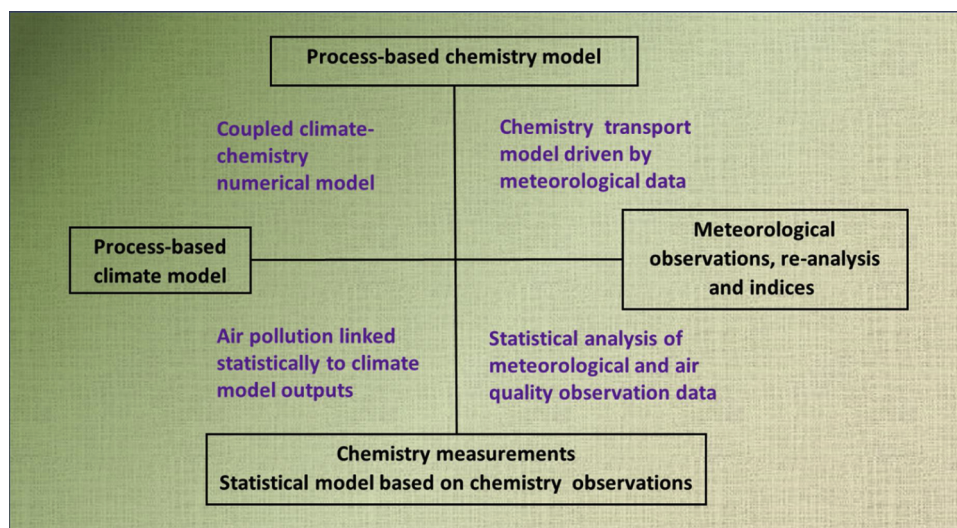 Process-based chemistry model
Coupled climate-
chemistry
numerical model
Chemistry transport
model driven by
meteorological data
Process-based
climate model
Meteorological
observations, re-analysis
and indices
Air pollution linked
statistically to climate
model outputs
Statistical analysis of
meteorological and air
quality observation data
Chemistry measurements
Statistical model based on chemistry observations